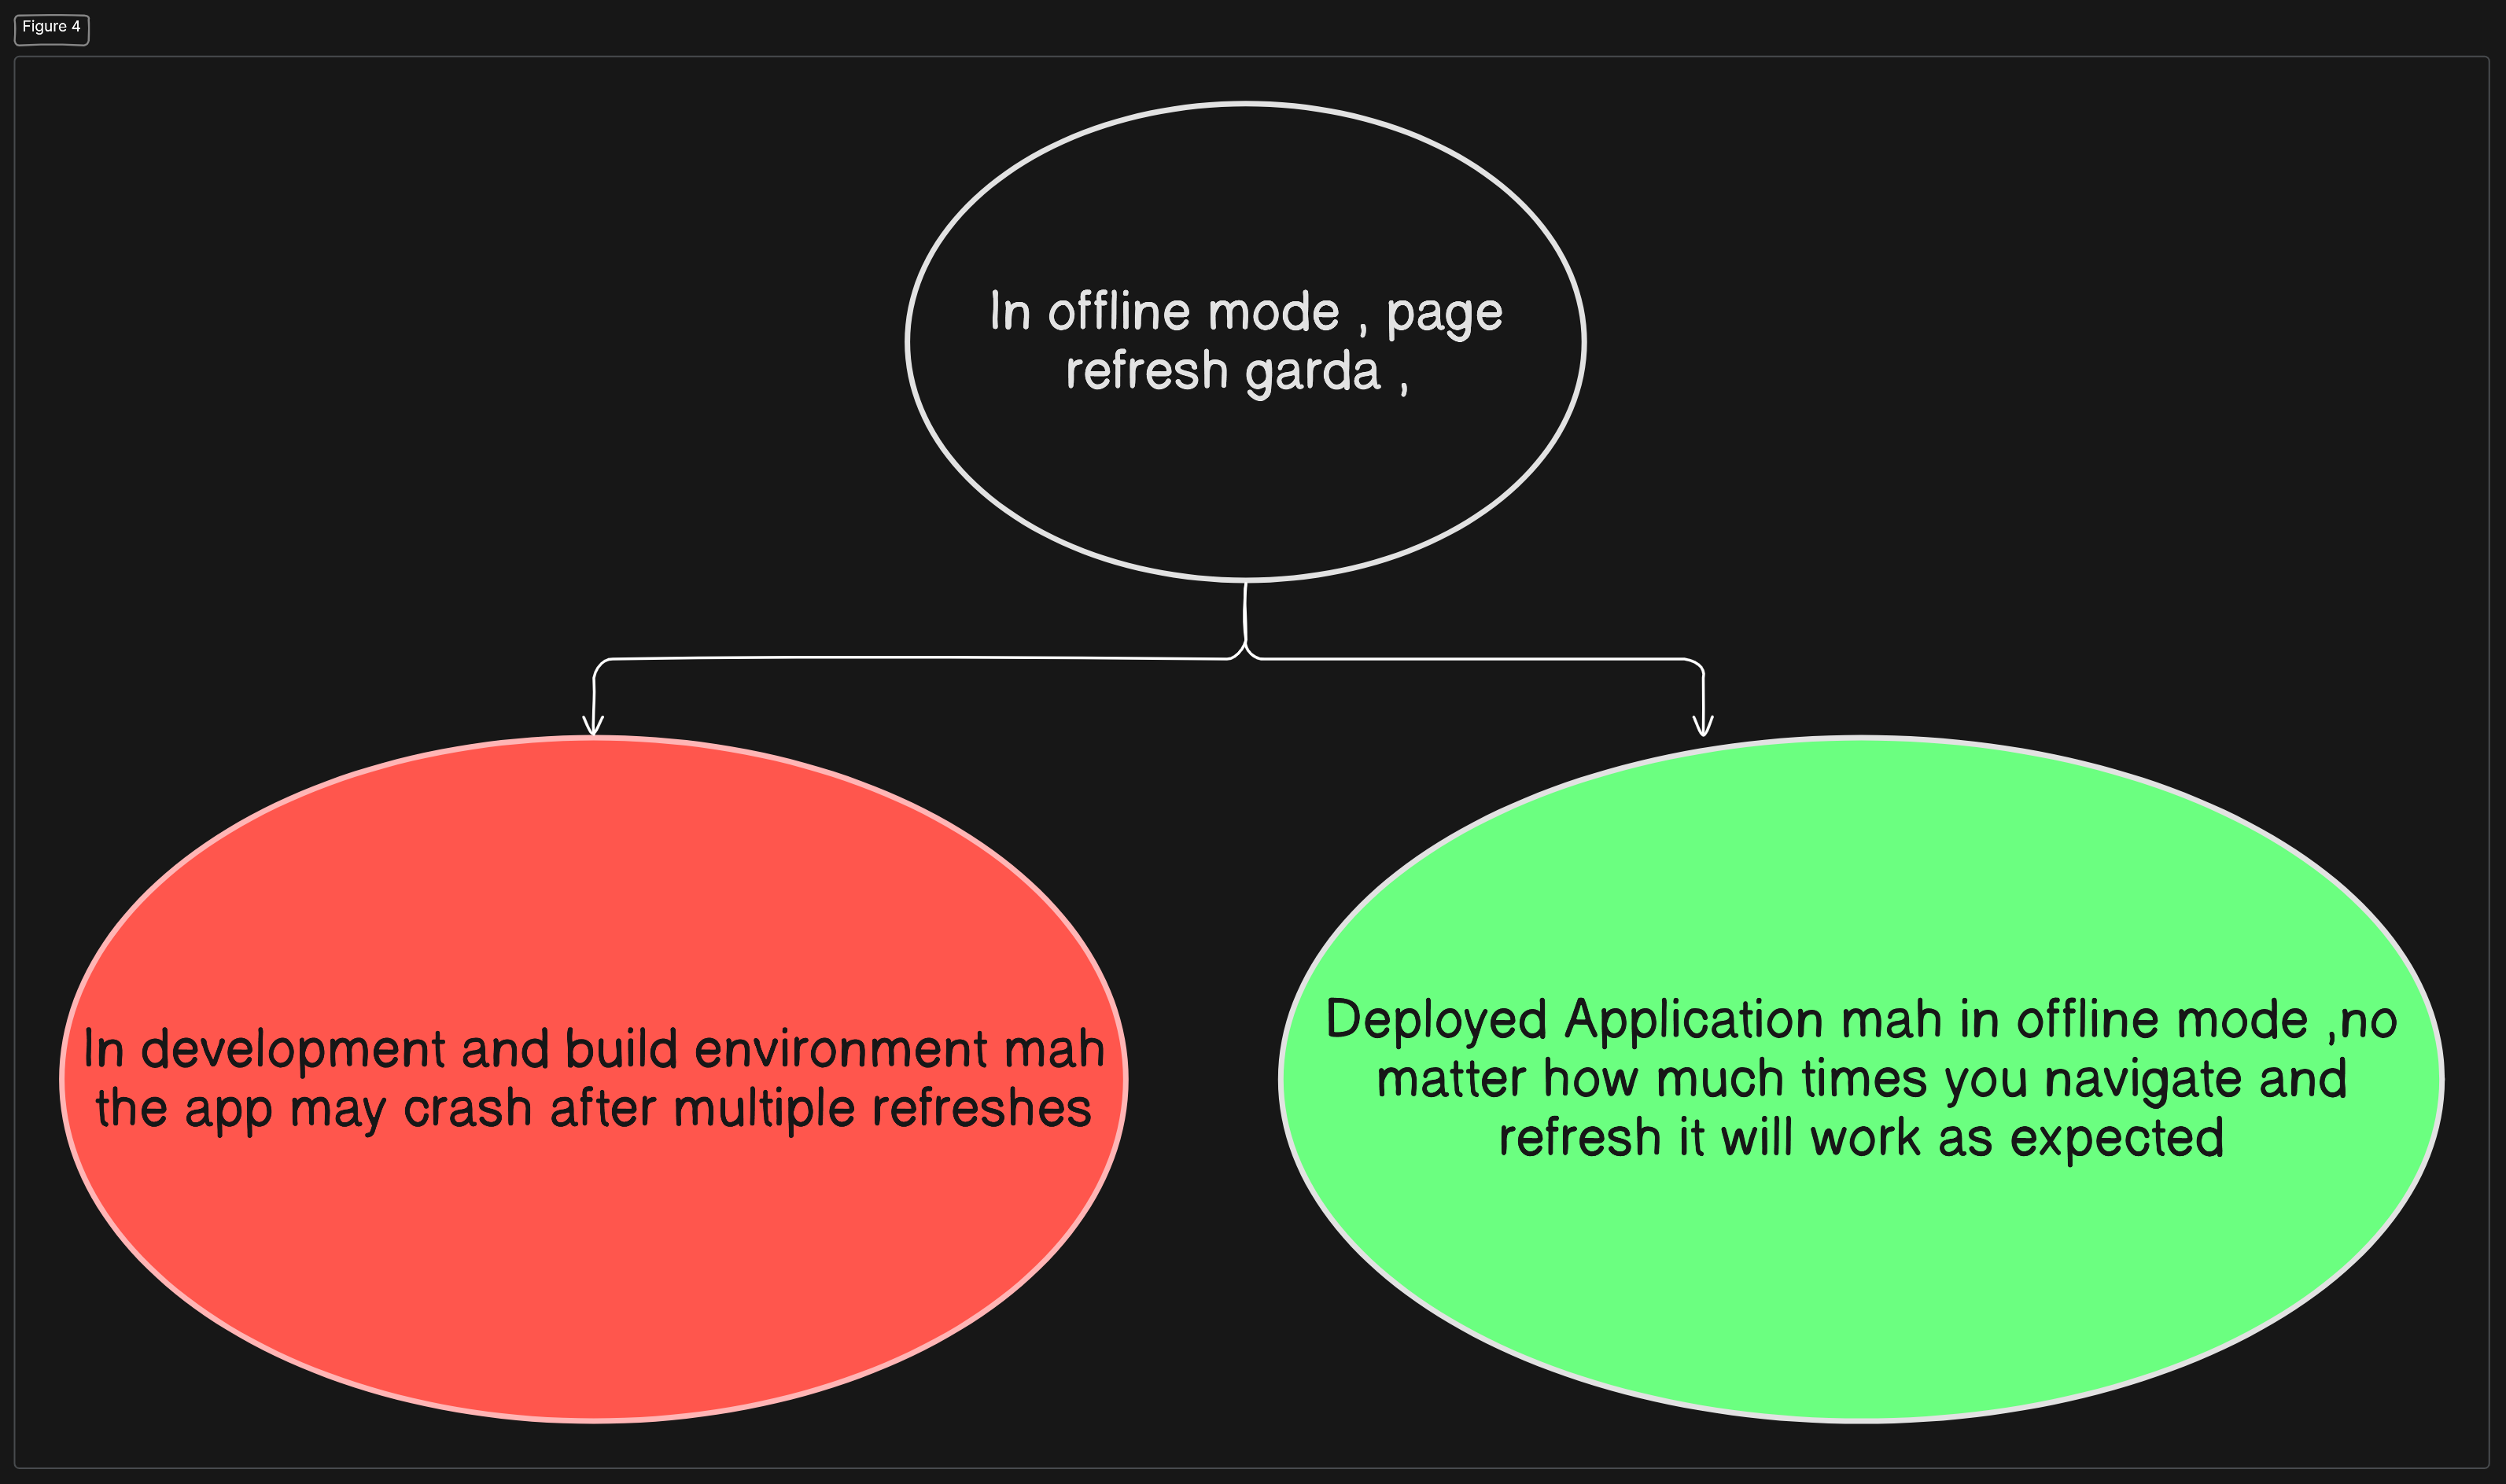 Figure 4
In offline mode , page
refresh garda ,
In development and build environment mah
the app may crash after multiple refreshes
Deployed Application mah in offline mode ,no
matter how much times you navigate and
refresh it will work as expected